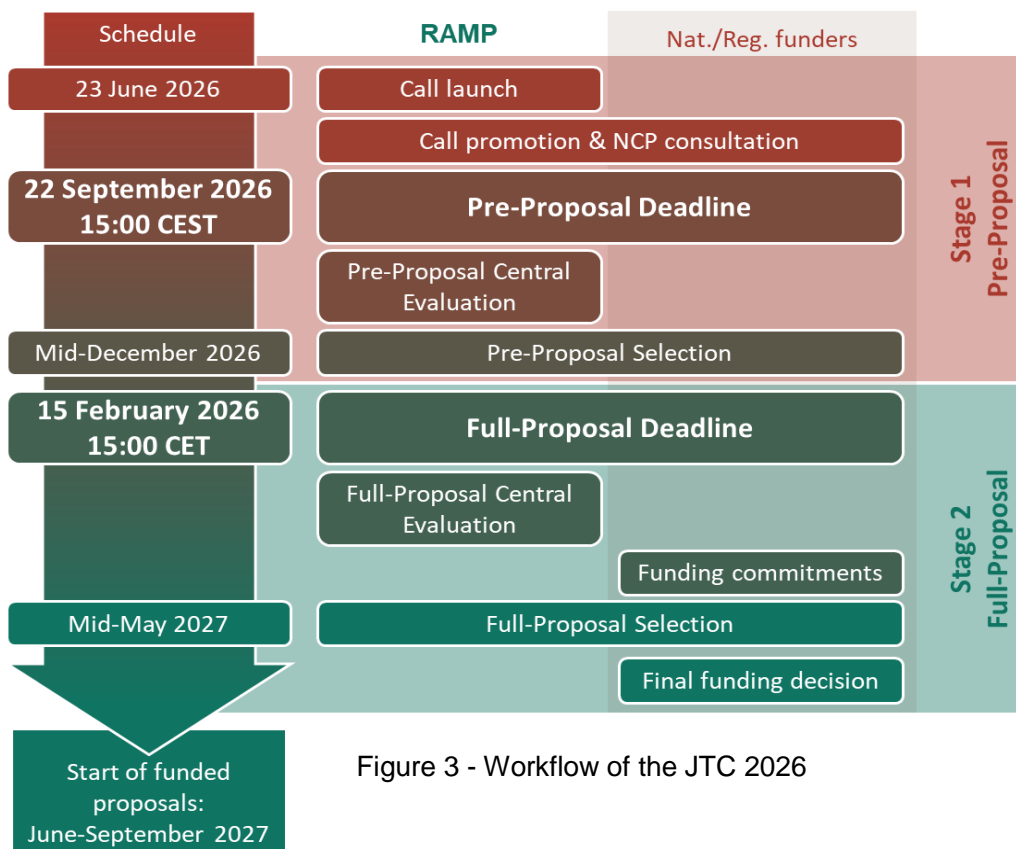 Schedule
RAMP
Nat./Reg. funders
23 June 2026
Call launch
Call promotion & NCP consultation
22 September 2026
15:00 CEST
Pre-Proposal Deadline
Pre-Proposal Central
Evaluation
Mid-December 2026
Pre-Proposal Selection
Stage 1
Pre-Proposal
15 February 2026
15:00 CET
Full-Proposal Deadline
Full-Proposal Central
Evaluation
Funding commitments
Mid-May 2027
Full-Proposal Selection
Final funding decision
Stage 2
Full-Proposal
Start of funded
proposals:
June-September 2027
Figure 3 - Workflow of the JTC 2026